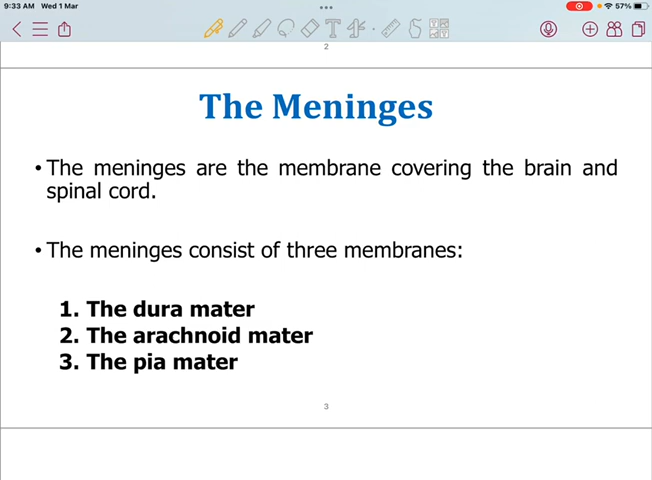 9:33 AM Wed 1 Mar
57%
2
The Meninges
• The meninges are the membrane covering the brain and
spinal cord.
• The meninges consist of three membranes:
1. The dura mater
2. The arachnoid mater
3. The pia mater
3